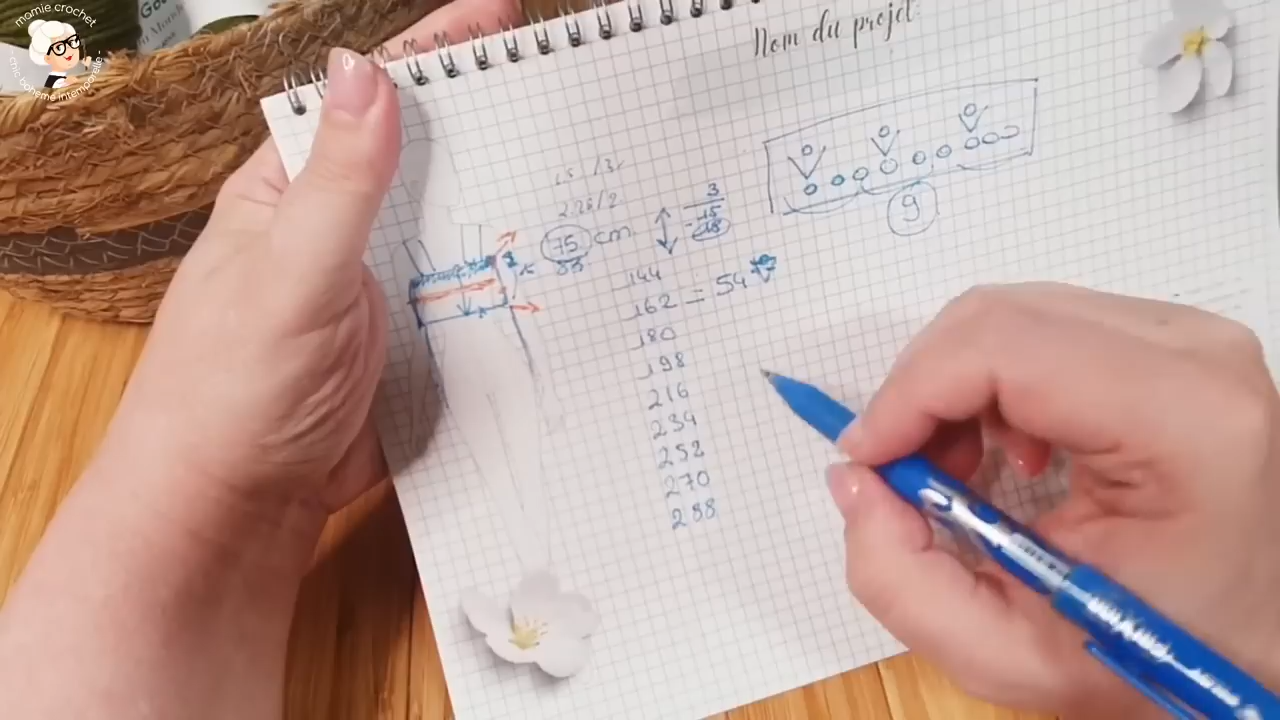 mamie crochet
chic bohème intemporelle
Nom du projet
9
75 cm
3
15
144
162 = 54
180
198
216
234
252
270
288